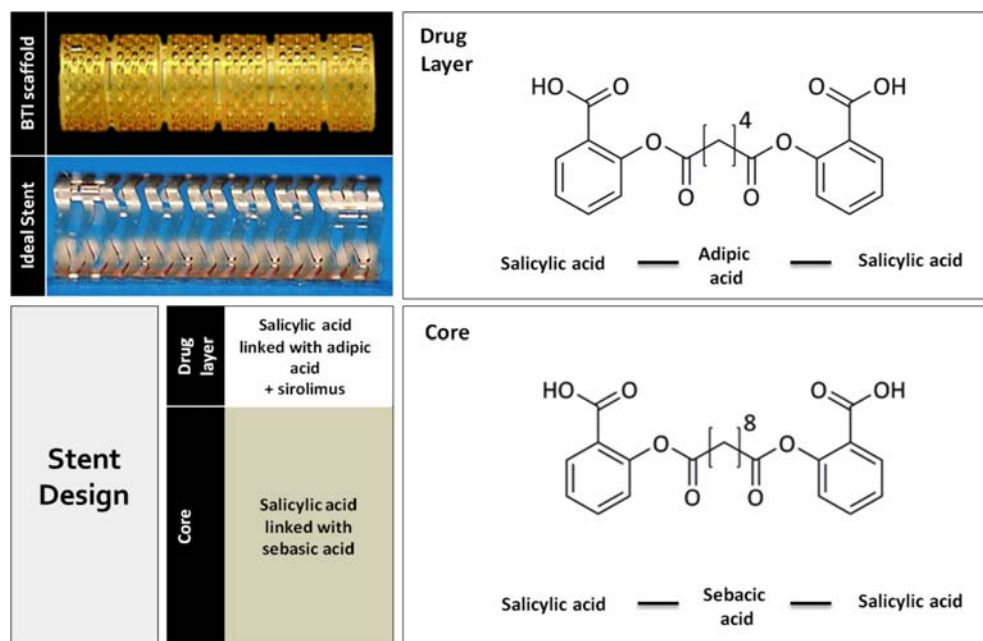 BTI scaffold
Ideal Stent
Drug
Layer
HO
O
O
OH
O
4
O
O
O
Salicylic acid
Adipic
acid
Salicylic acid
Stent
Design
Drug
layer
Salicylic acid
linked with adipic
acid
+ sirolimus
Core
Salicylic acid
linked with
sebasic acid
Core
HO
O
O
OH
O
8
O
O
O
Salicylic acid
Sebacic
acid
Salicylic acid